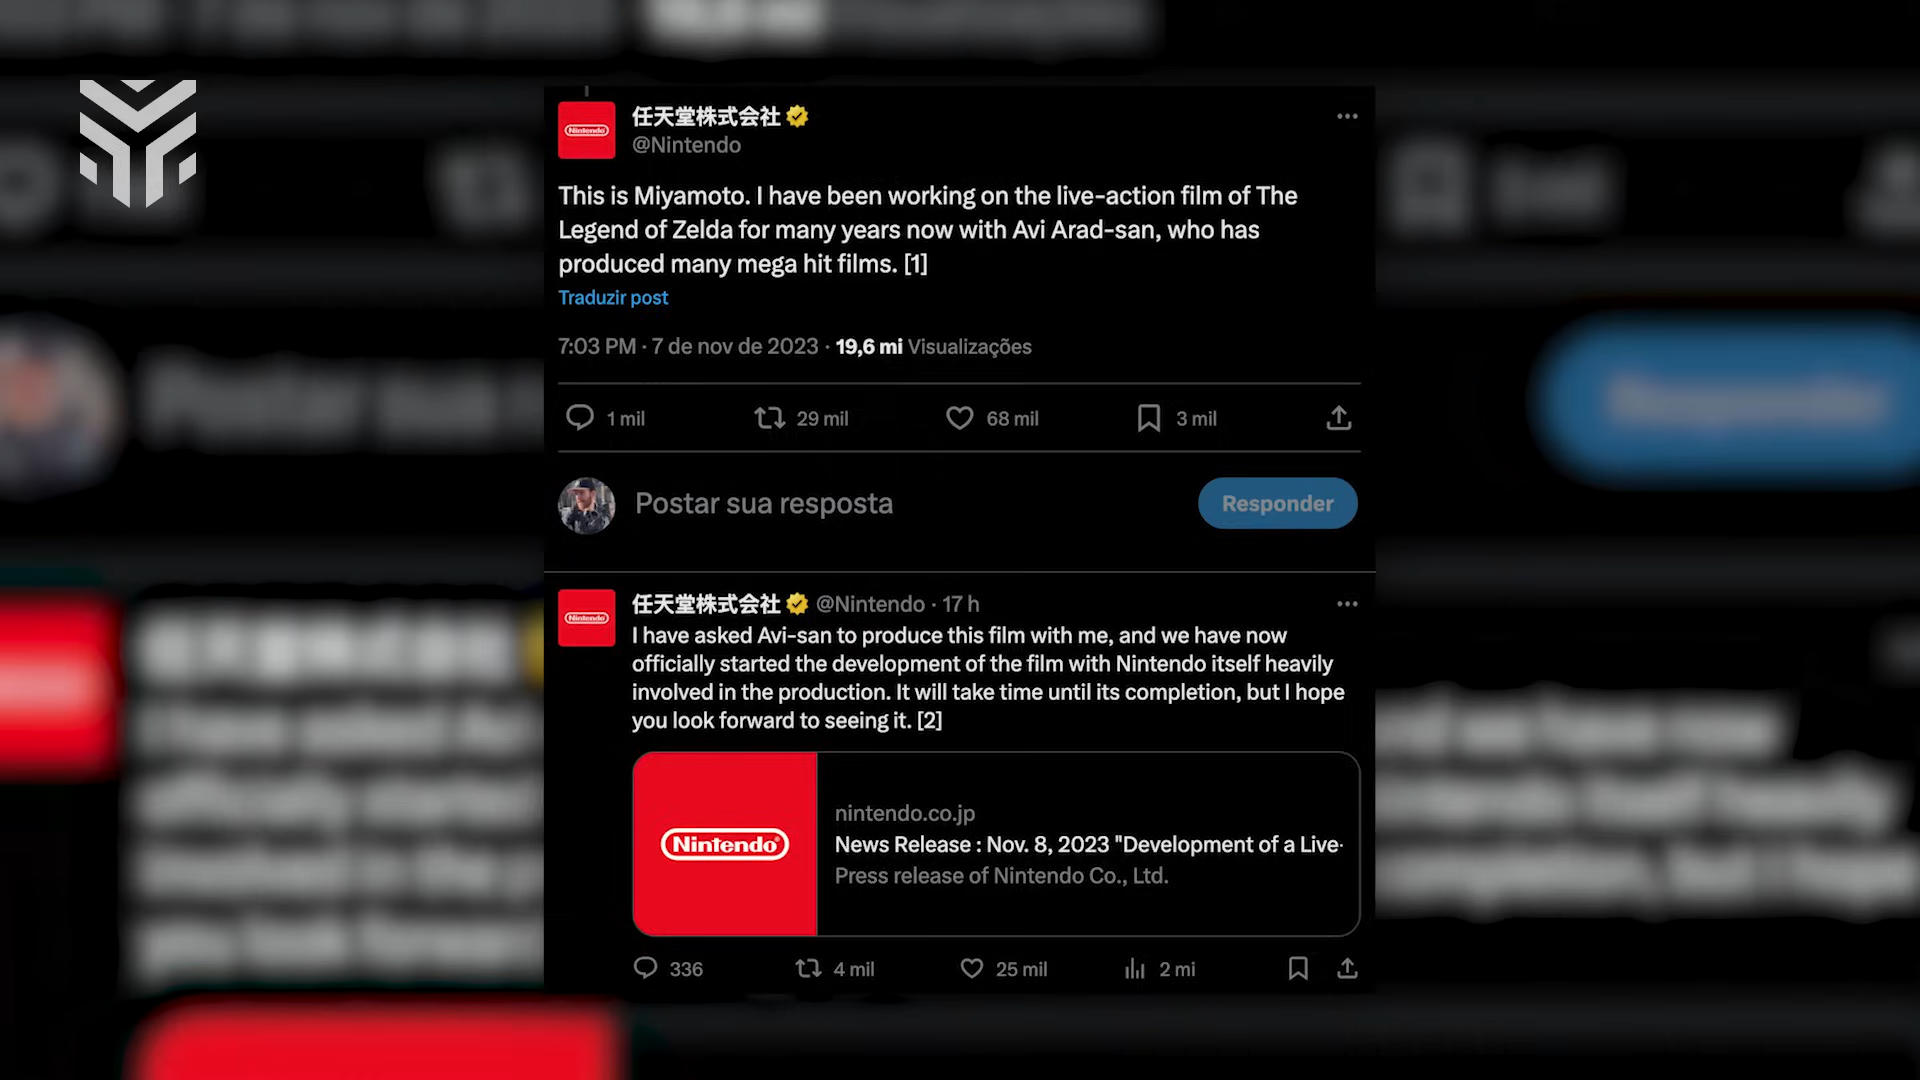 任天堂株式会社
@Nintendo
This is Miyamoto. I have been working on the live-action film of The
Legend of Zelda for many years now with Avi Arad-san, who has
produced many mega hit films. [1]
Traduzir post
7:03 PM · 7 de nov de 2023 · 19,6 mi Visualizações
1 mil 29 mil 68 mil 3 mil
Postar sua resposta Responder
任天堂株式会社 @Nintendo · 17 h
I have asked Avi-san to produce this film with me, and we have now
officially started the development of the film with Nintendo itself heavily
involved in the production. It will take time until its completion, but I hope
you look forward to seeing it. [2]
Nintendo
nintendo.co.jp
News Release : Nov. 8, 2023 "Development of a Live-
Press release of Nintendo Co., Ltd.
336 4 mil 25 mil 2 mi